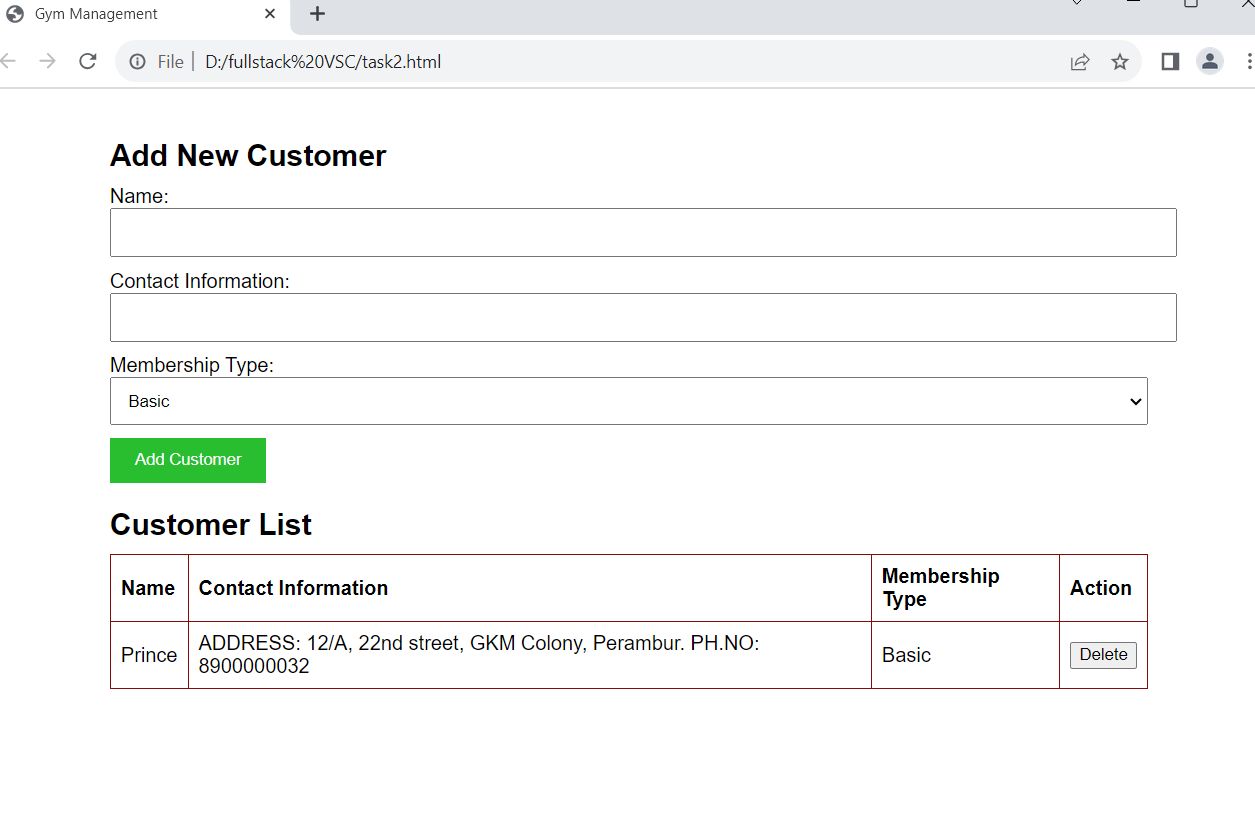 Gym Management
File D:/fullstack%20VSC/task2.html
Add New Customer
Name:
Contact Information:
Membership Type:
Basic
Add Customer
Customer List
Name Contact Information Membership Type Action
Prince ADDRESS: 12/A, 22nd street, GKM Colony, Perambur. PH.NO: 8900000032 Basic Delete